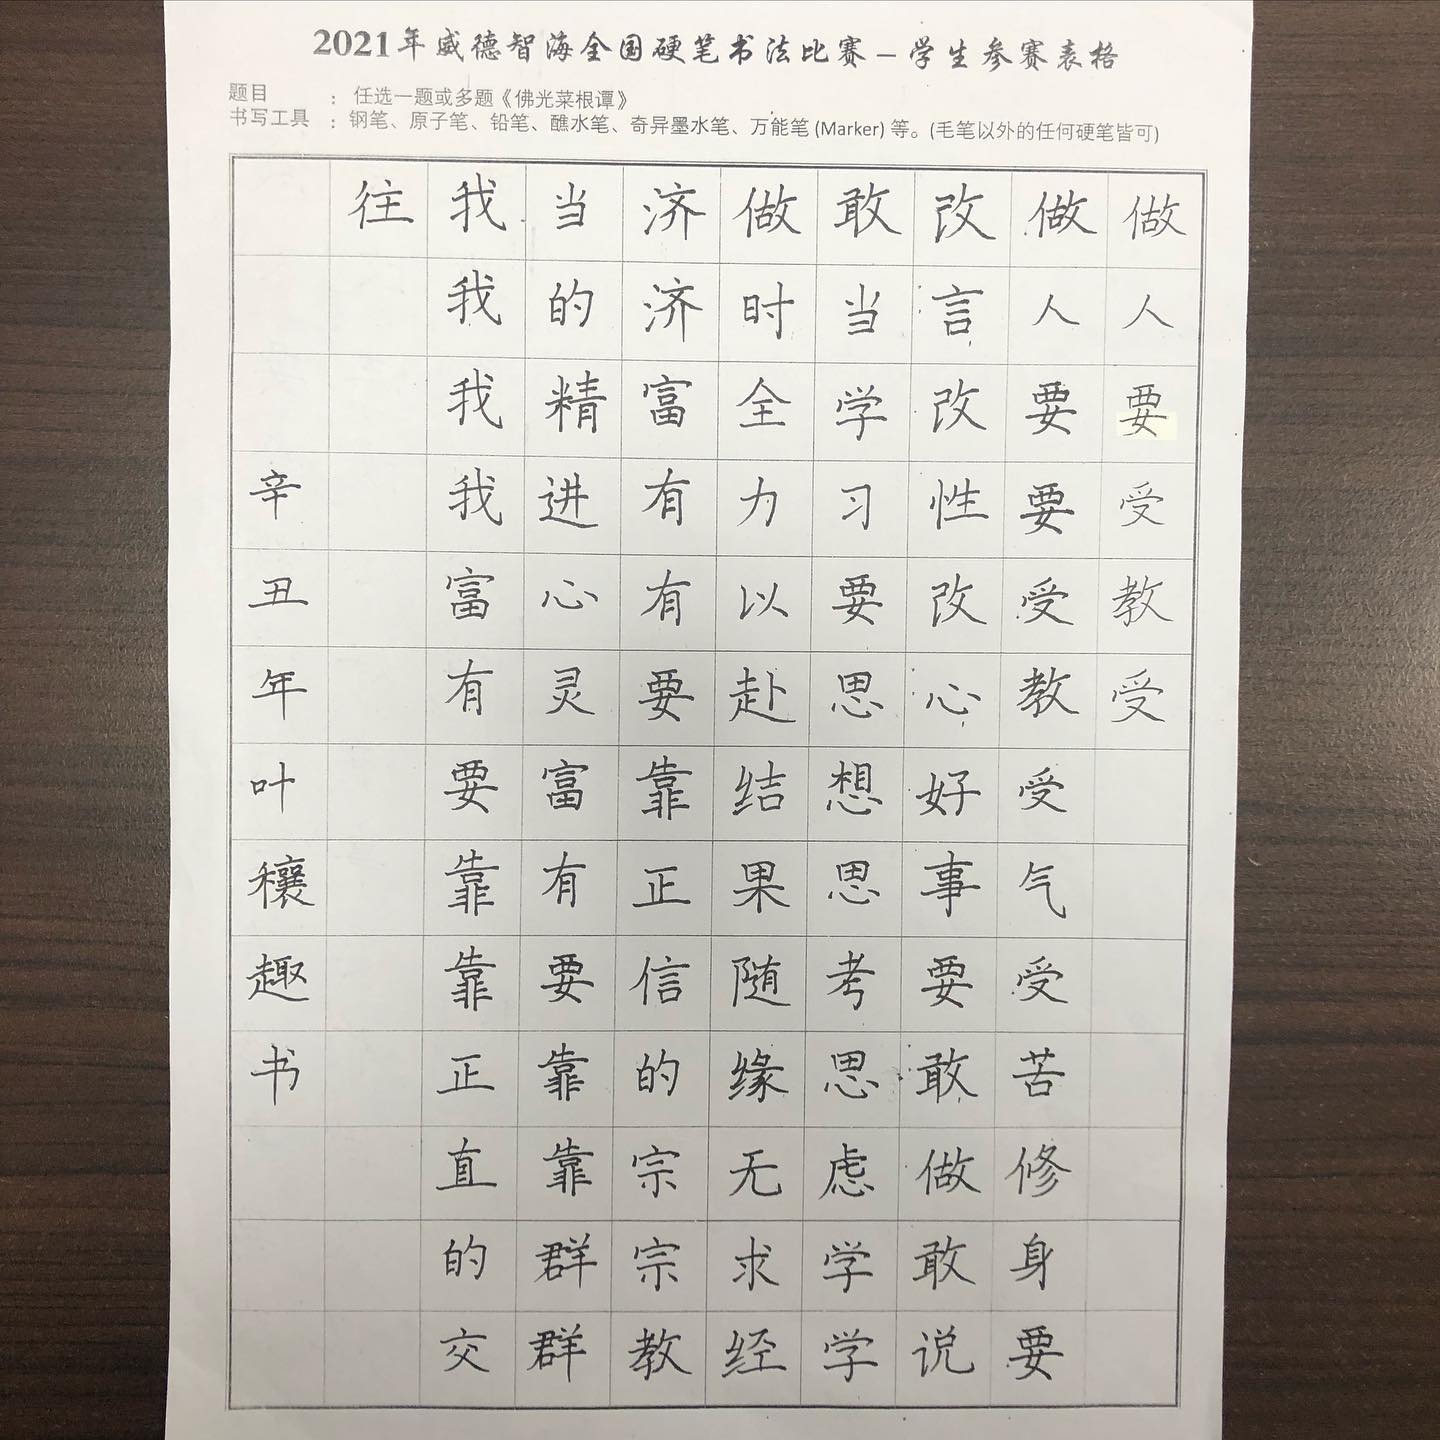 2021年威德智海全国硬笔书法比赛－学生参赛表格
题目 ： 任选一题或多题《佛光菜根谭》
书写工具 ：钢笔、原子笔、铅笔、醮水笔、奇异墨水笔、万能笔 (Marker) 等。(毛笔以外的任何硬笔皆可)
做人要受教受
做人要要受教受气受苦修身要
改言改性改心好事要敢做敢说
敢当学习要思想思考思虑学学
做时全力以赴结果随缘无求经
济济富有有要靠正信的宗宗教
当的精进心灵富有要靠靠群群
我我我我富有要靠靠正直的交
往
辛丑年叶穰趣书